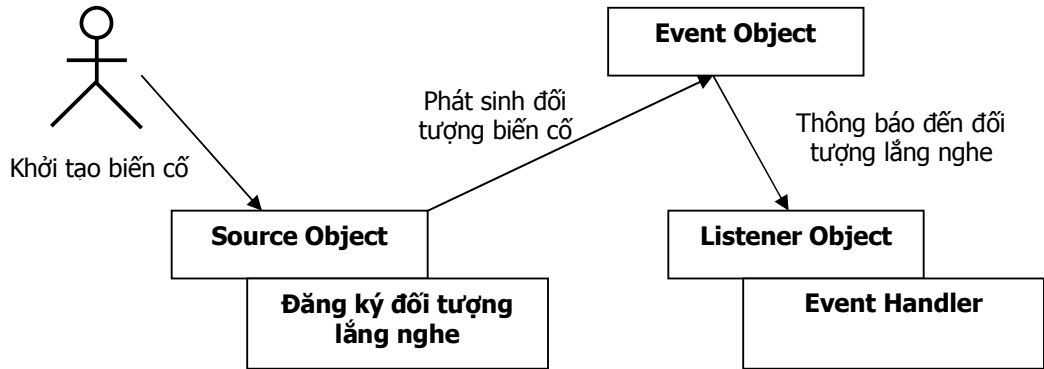 Event Object
Phát sinh đối
tượng biến cố
Thông báo đến đối
tượng lắng nghe
Khởi tạo biến cố
Source Object
Listener Object
Đăng ký đối tượng
lắng nghe
Event Handler